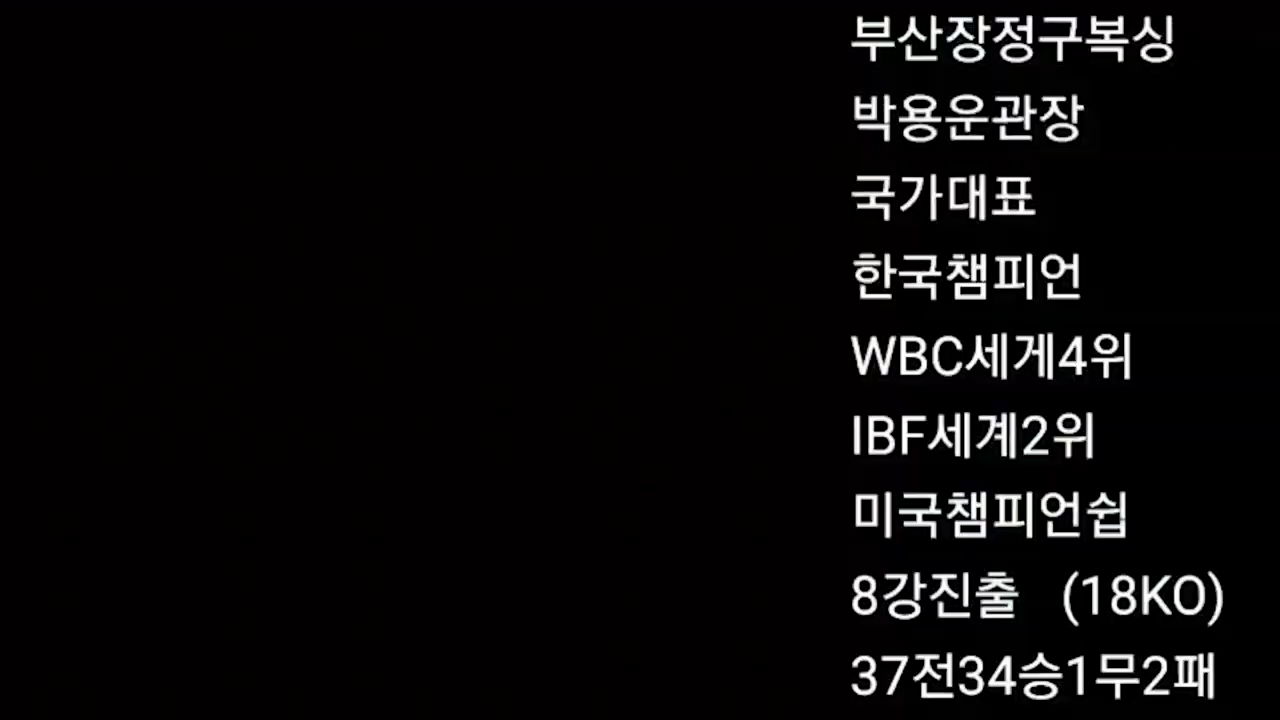 부산장정구복싱
박용운관장
국가대표
한국챔피언
WBC세게4위
IBF세계2위
미국챔피언쉽
8강진출 (18KO)
37전34승1무2패